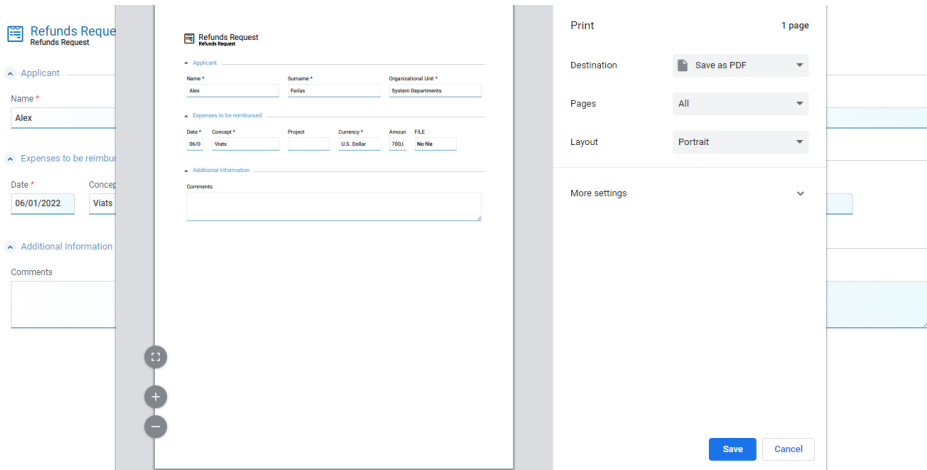 Refunds Reque
Refunds Request
Applicant
Name *
Alex
Expenses to be reimbur
Date *
Concep
06/01/2022
Viats
Additional Information
Comments
Refunds Request
Refunds Request
Applicant
Name *
Surname *
Organizational Unit *
Alex
Farias
System Departments
Expenses to be reimbursed
Date *
Concept *
Project
Currency *
Amoun
FILE
06/0
Viats
U.S. Dollar
700,(
No file
Additional Information
Comments
Print
1 page
Destination
Save as PDF
Pages
All
Layout
Portrait
More settings
Save
Cancel